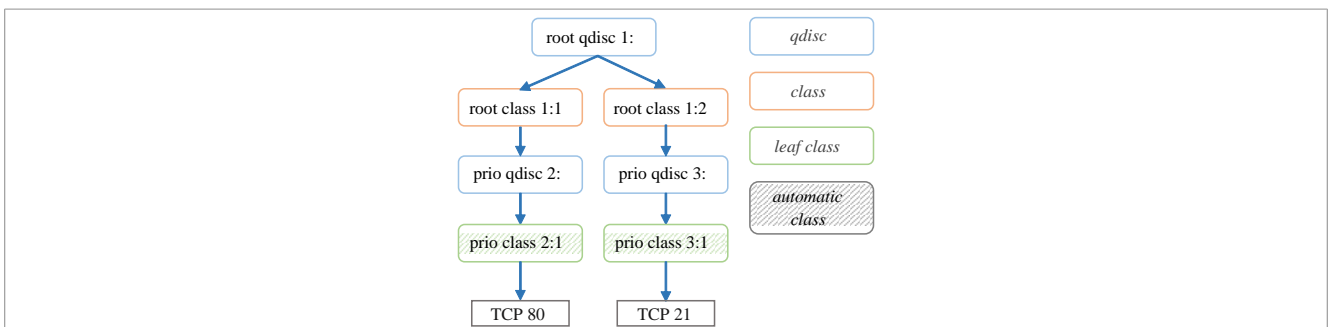 root qdisc 1:
qdisc
root class 1:1
root class 1:2
class
prio qdisc 2:
prio qdisc 3:
leaf class
automatic
class
prio class 2:1
prio class 3:1
TCP 80
TCP 21